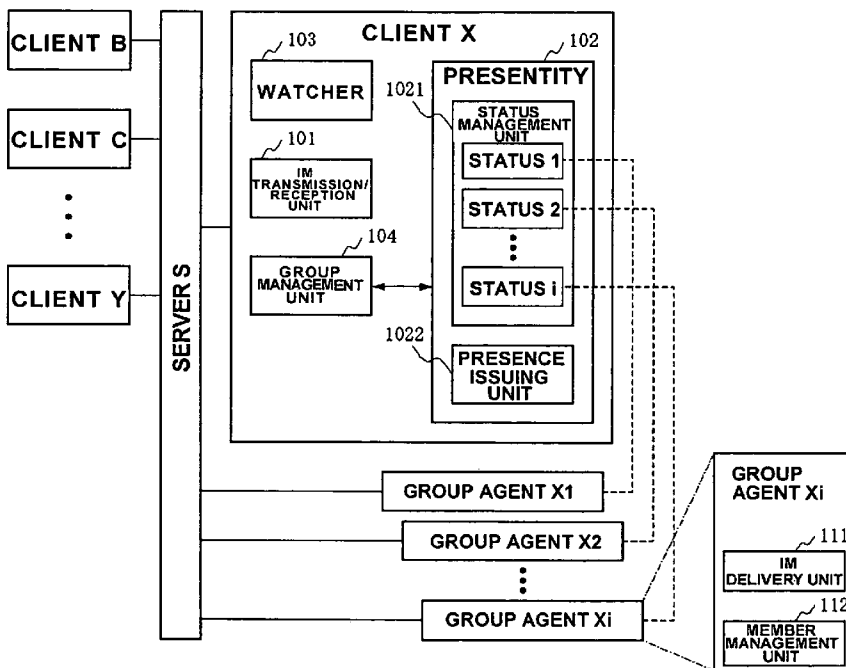 CLIENT B
CLIENT C
CLIENT Y
SERVERS
CLIENT X
103
WATCHER
101
IM
TRANSMISSION/
RECEPTION
UNIT
104
GROUP
MANAGEMENT
UNIT
102
PRESENTITY
1021
STATUS
MANAGEMENT
UNIT
STATUS 1
STATUS 2
STATUS i
1022
PRESENCE
ISSUING
UNIT
GROUP AGENT X1
GROUP AGENT X2
GROUP AGENT Xi
GROUP
AGENT Xi
111
IM
DELIVERY UNIT
112
MEMBER
MANAGEMENT
UNIT